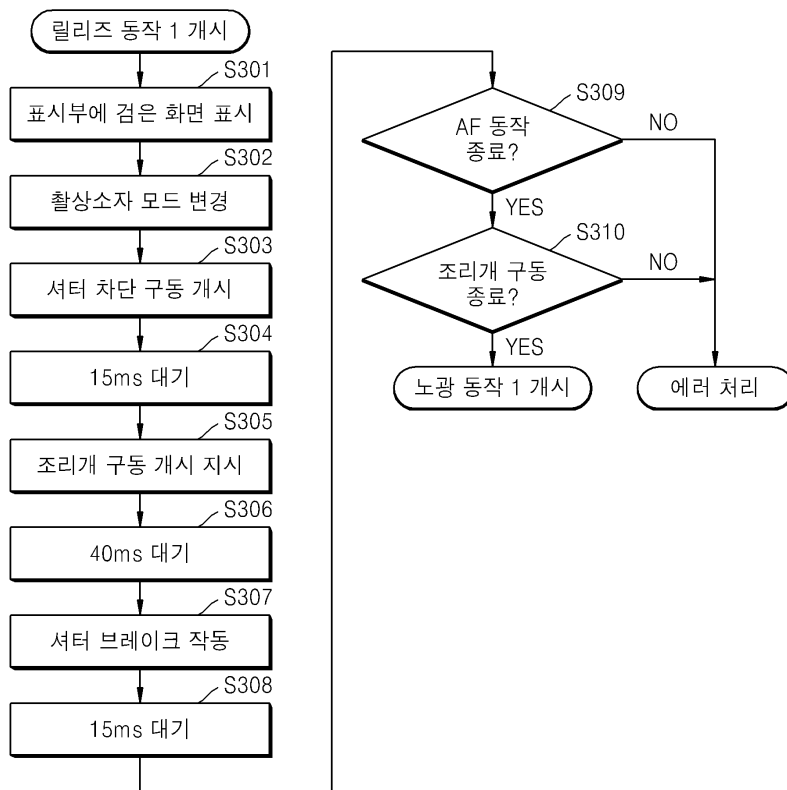 릴리즈 동작 1 개시
S301
표시부에 검은 화면 표시
S302
촬상소자 모드 변경
S303
셔터 차단 구동 개시
S304
15ms 대기
S305
조리개 구동 개시 지시
S306
40ms 대기
S307
셔터 브레이크 작동
S308
15ms 대기
S309
AF 동작
종료?
NO
YES
S310
조리개 구동
종료?
NO
YES
노광 동작 1 개시
에러 처리